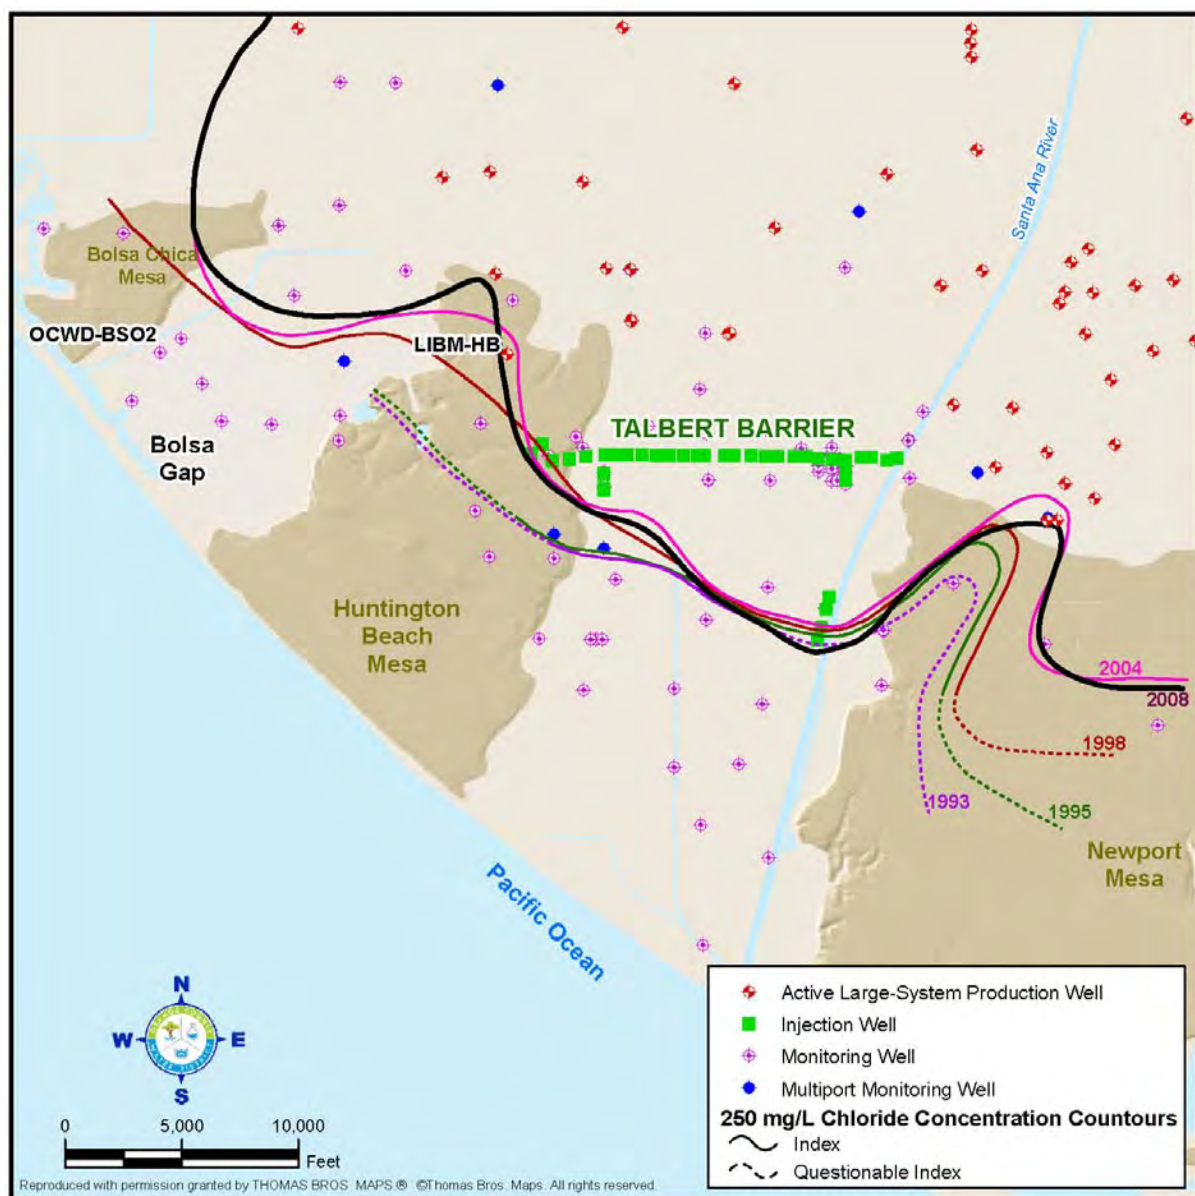 Santa Ana River
Bolsa Chica
Mesa
OCWD-BSO2
LIBM-HB
TALBERT BARRIER
Bolsa
Gap
Huntington
Beach
Mesa
2004
2008
1998
1993
1995
Newport
Mesa
Pacific Ocean
N
W
E
S
0
5,000
10,000
Feet
Active Large-System Production Well
Injection Well
Monitoring Well
Multiport Monitoring Well
250 mg/L Chloride Concentration Countours
Index
Questionable Index
Reproduced with permission granted by THOMAS BROS. MAPS ® ©Thomas Bros. Maps. All rights reserved.